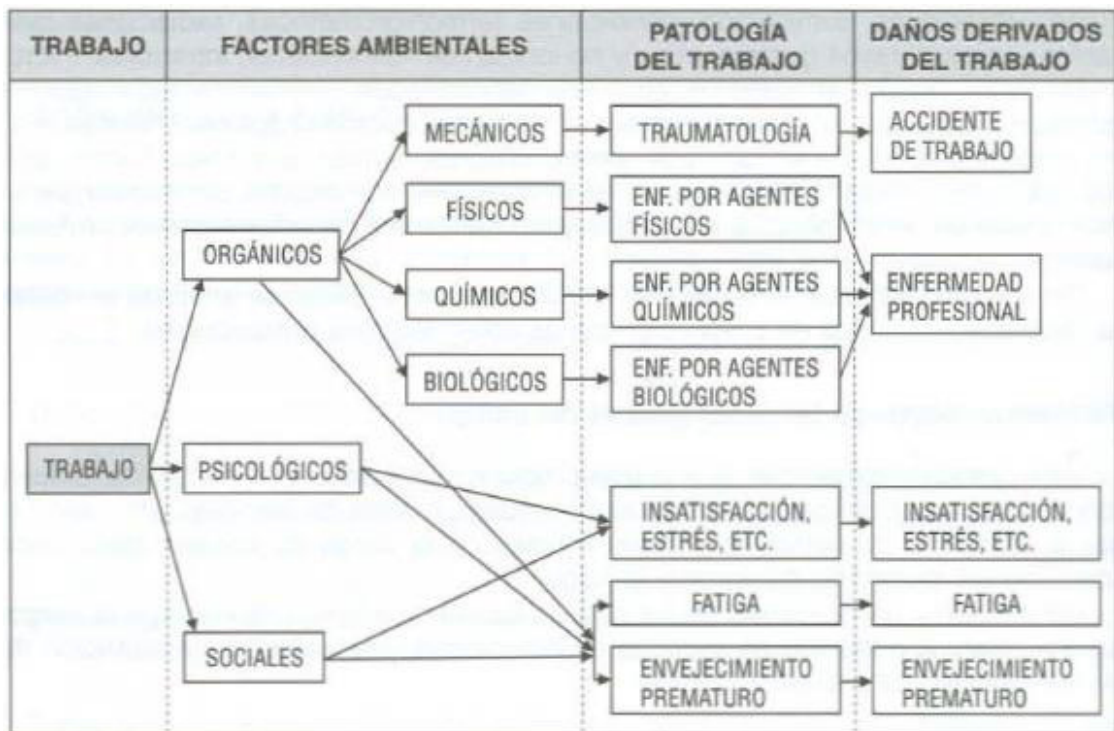 TRABAJO
FACTORES AMBIENTALES
PATOLOGÍA
DEL TRABAJO
DAÑOS DERIVADOS
DEL TRABAJO
MECÁNICOS
TRAUMATOLOGÍA
ACCIDENTE
DE TRABAJO
FÍSICOS
ENF. POR AGENTES
FÍSICOS
ORGÁNICOS
QUÍMICOS
ENF. POR AGENTES
QUÍMICOS
ENFERMEDAD
PROFESIONAL
BIOLÓGICOS
ENF. POR AGENTES
BIOLÓGICOS
TRABAJO
PSICOLÓGICOS
INSATISFACCIÓN,
ESTRÉS, ETC.
INSATISFACCIÓN,
ESTRÉS, ETC.
FATIGA
FATIGA
SOCIALES
ENVEJECIMIENTO
PREMATURO
ENVEJECIMIENTO
PREMATURO